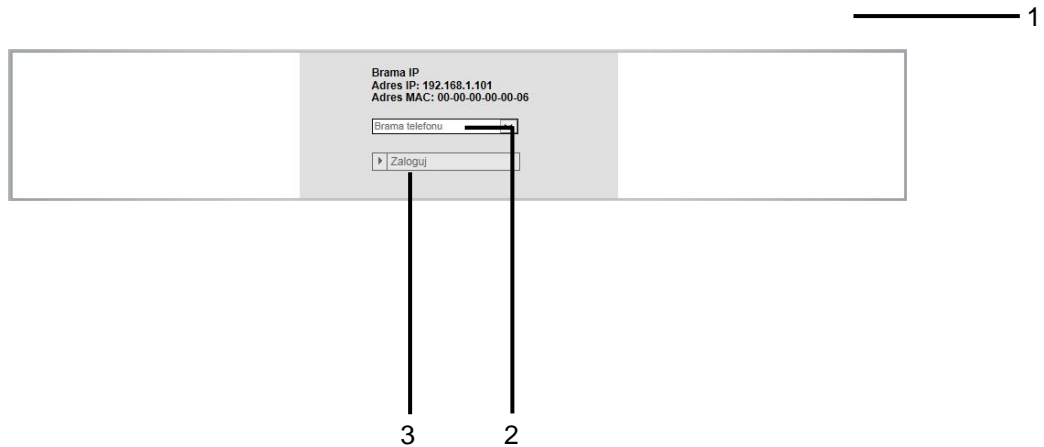 1
Brama IP
Adres IP: 192.168.1.101
Adres MAC: 00-00-00-00-00-06
Brama telefonu
Zaloguj
3 2